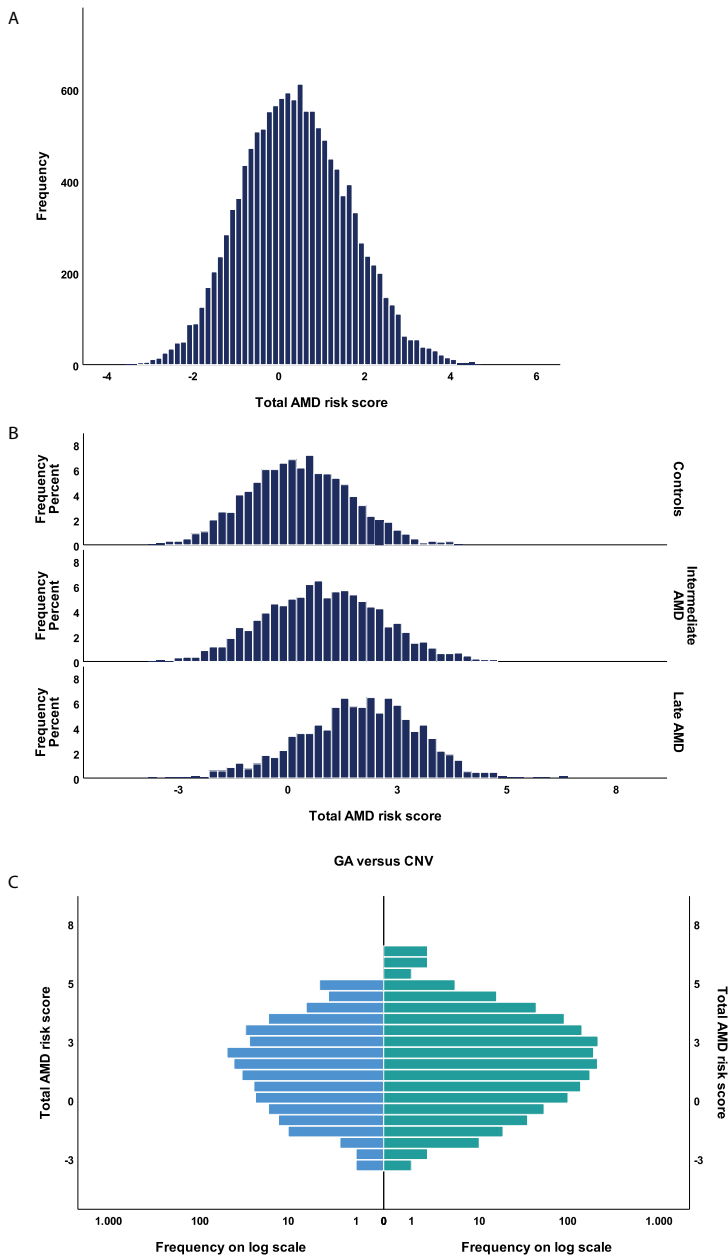 A
600
400
200
0
Frequency
-4 -2 0 2 4 6
Total AMD risk score
B
8
6
4
2
0
Frequency
Percent
Controls
8
6
4
2
0
Frequency
Percent
Intermediate
AMD
8
6
4
2
0
Frequency
Percent
Late AMD
-3 0 3 5 8
Total AMD risk score
GA versus CNV
C
8 8
5 5
3 3
0 0
-3 -3
Total AMD risk score
Total AMD risk score
1.000 100 10 1 0 1 10 100 1.000
Frequency on log scale Frequency on log scale